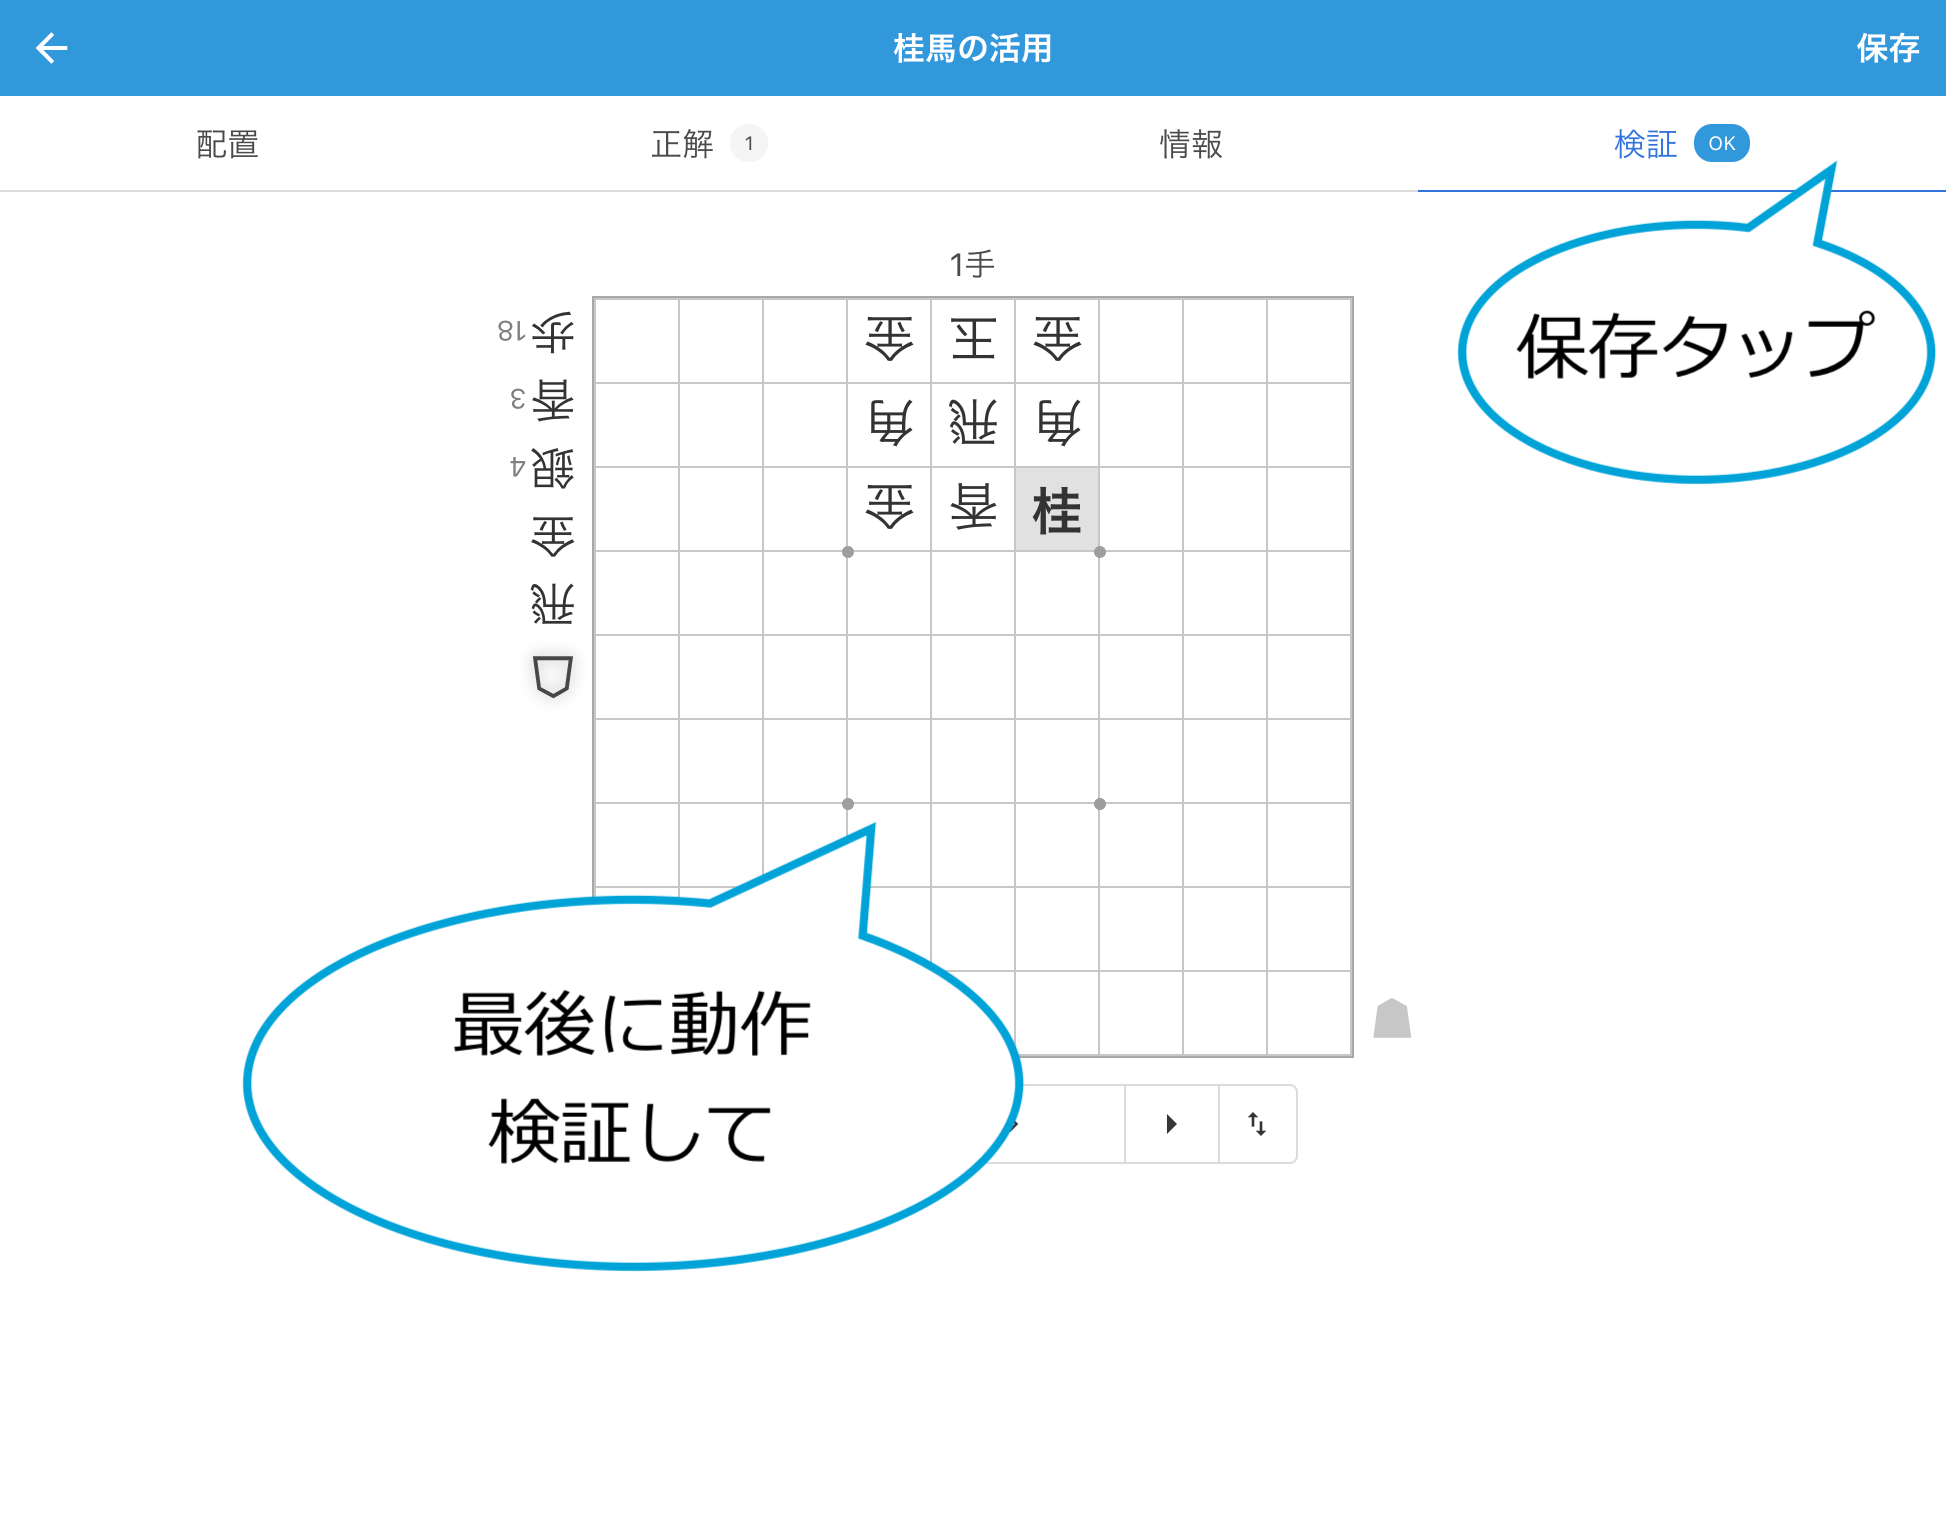 桂馬の活用
保存
配置
正解 1
情報
検証 OK
1手
保存タップ
歩 18
香 3
銀 4
金
飛
金 王 金
角 飛 角
金 香 桂
最後に動作
検証して